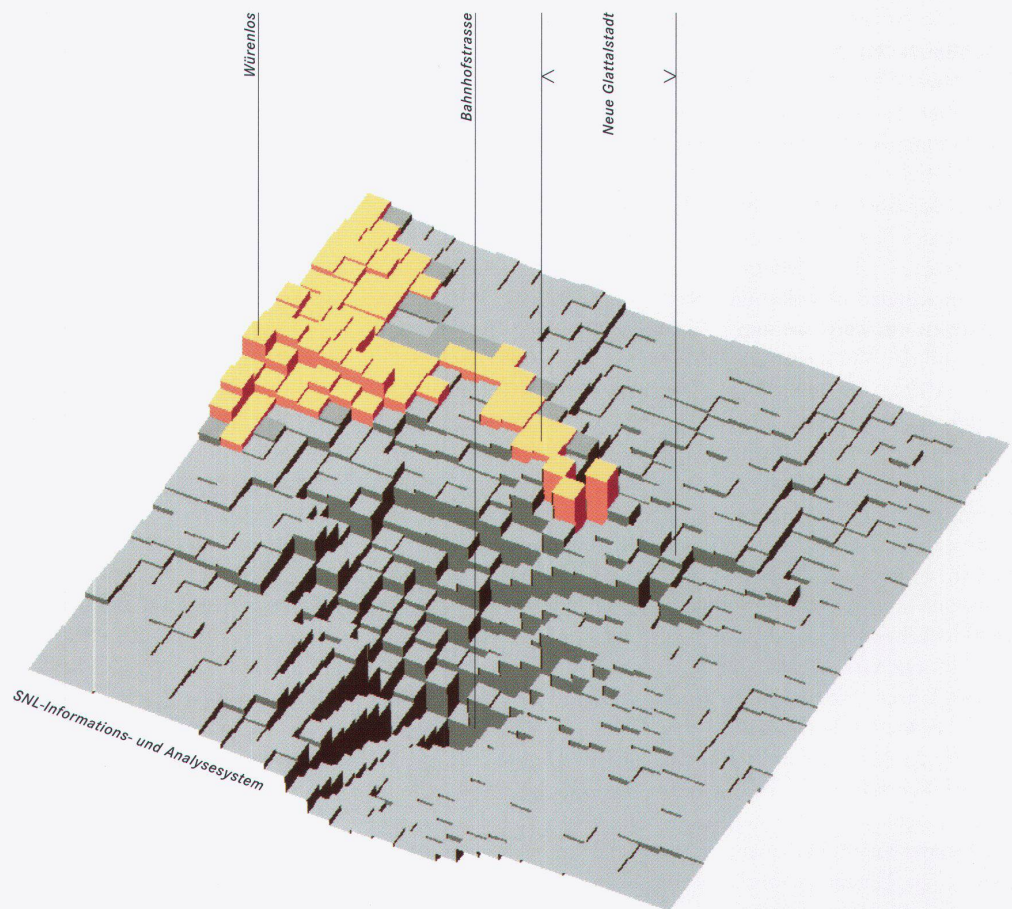 Würenlos
Bahnhofstrasse
Neue Glattalstadt
SNL-Informations- und Analysesystem